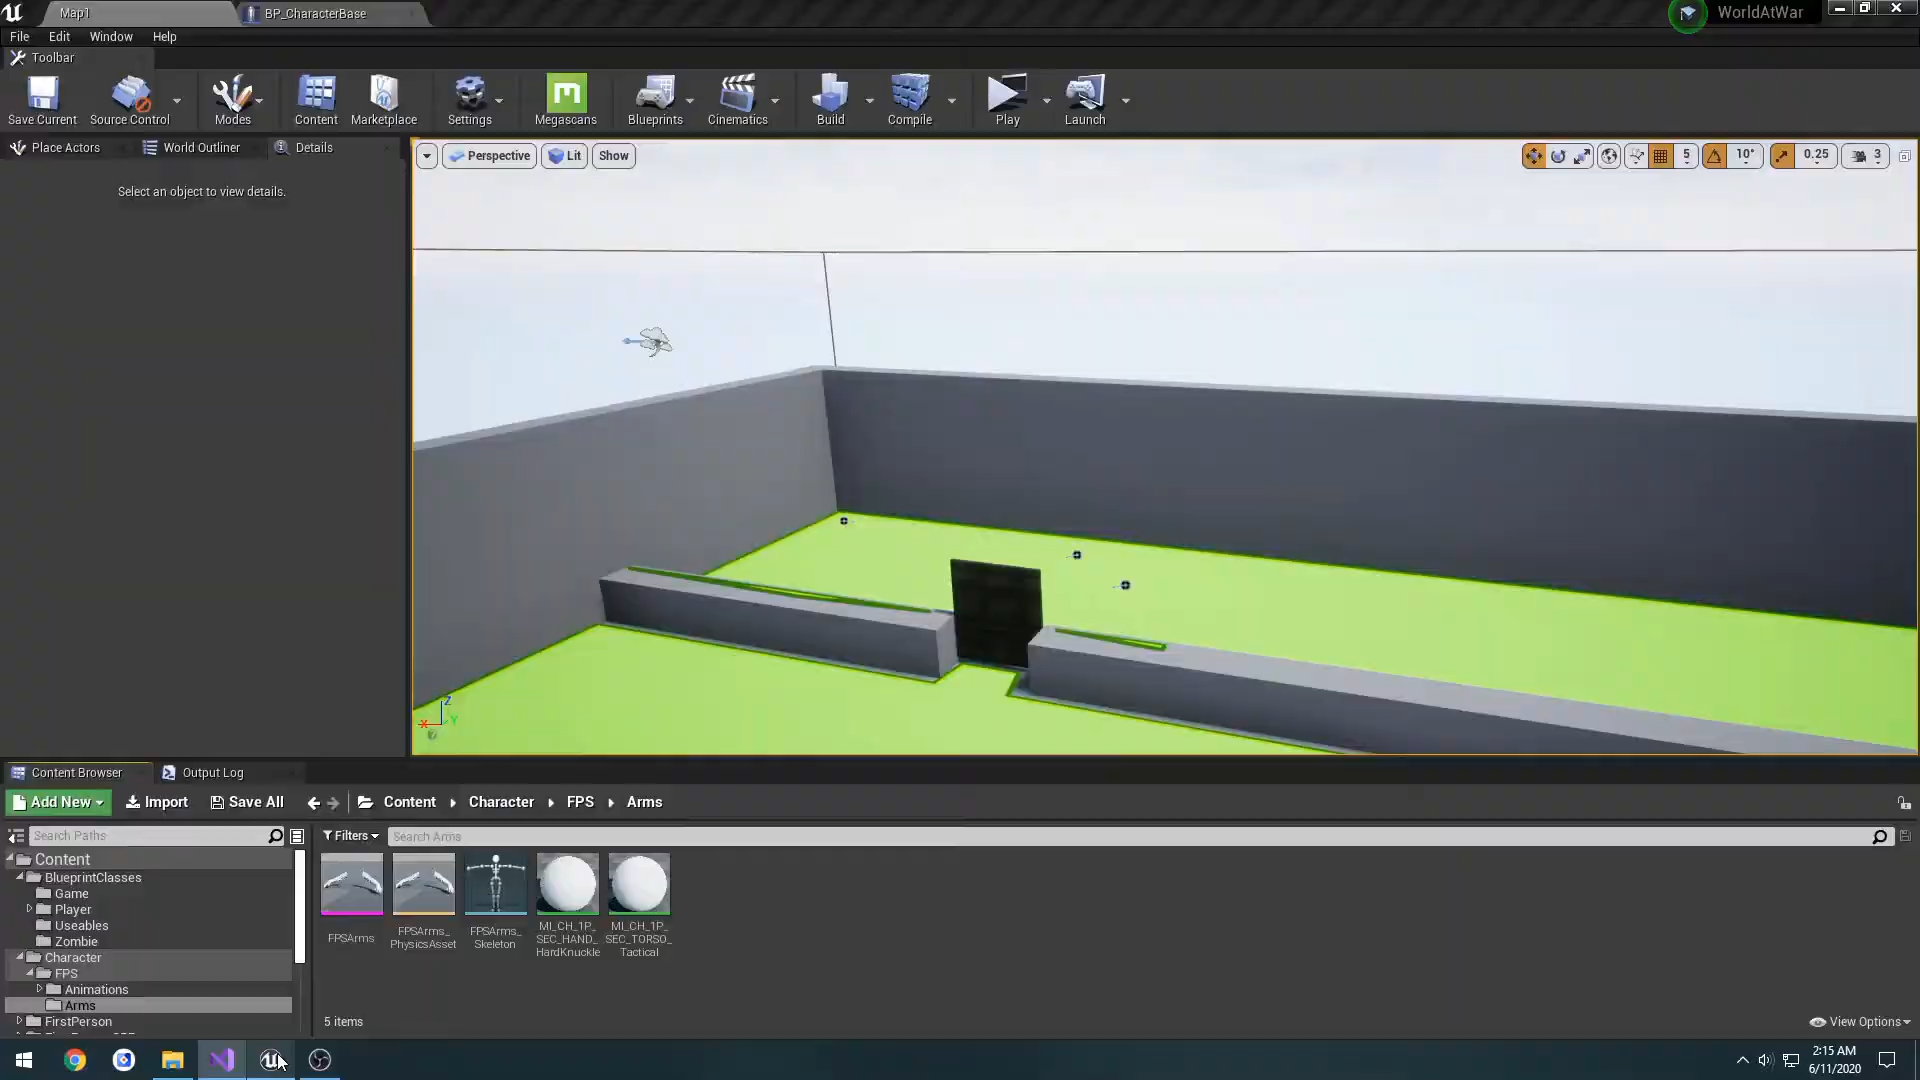 Map1
BP_CharacterBase
WorldAtWar
File Edit Window Help
Toolbar
Save Current Source Control Modes Content Marketplace Settings Megascans Blueprints Cinematics Build Compile Play Launch
Place Actors World Outliner Details
Select an object to view details.
Perspective Lit Show
5 10° 0.25 3
Z
X Y
Content Browser Output Log
Add New Import Save All Content Character FPS Arms
Search Paths
Filters Search Arms
Content
BlueprintClasses
Game
Player
Useables
Zombie
Character
FPS
Animations
Arms
FirstPerson
FPSArms
FPSArms_
PhysicsAsset
FPSArms_
Skeleton
MI_CH_1P_
SEC_HAND_
HardKnuckle
MI_CH_1P_
SEC_TORSO_
Tactical
5 items
View Options
2:15 AM
6/11/2020